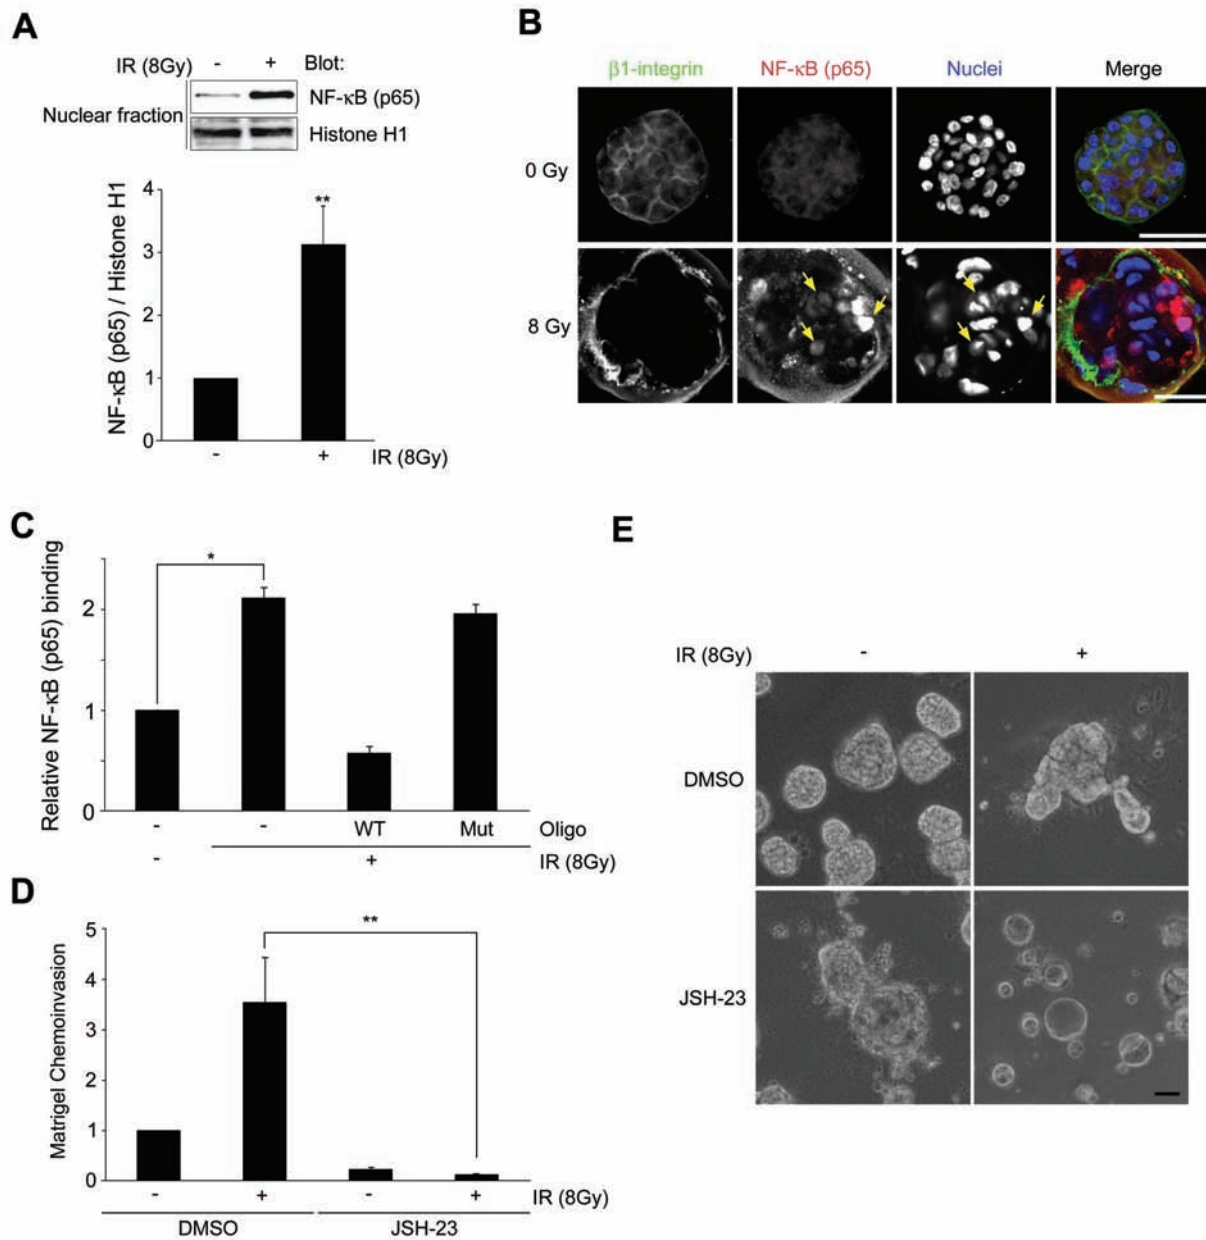 A
IR (8Gy) - + Blot:
Nuclear fraction
NF-κB (p65)
Histone H1
NF-κB (p65) / Histone H1
4
3
2
1
0
**
- + IR (8Gy)
B
β1-integrin NF-κB (p65) Nuclei Merge
0 Gy
8 Gy
C
Relative NF-κB (p65) binding
2
1
0
*
- - WT Mut Oligo
- + IR (8Gy)
D
Matrigel Chemoinvasion
5
4
3
2
1
0
**
- + - + IR (8Gy)
DMSO JSH-23
E
IR (8Gy) - +
DMSO
JSH-23